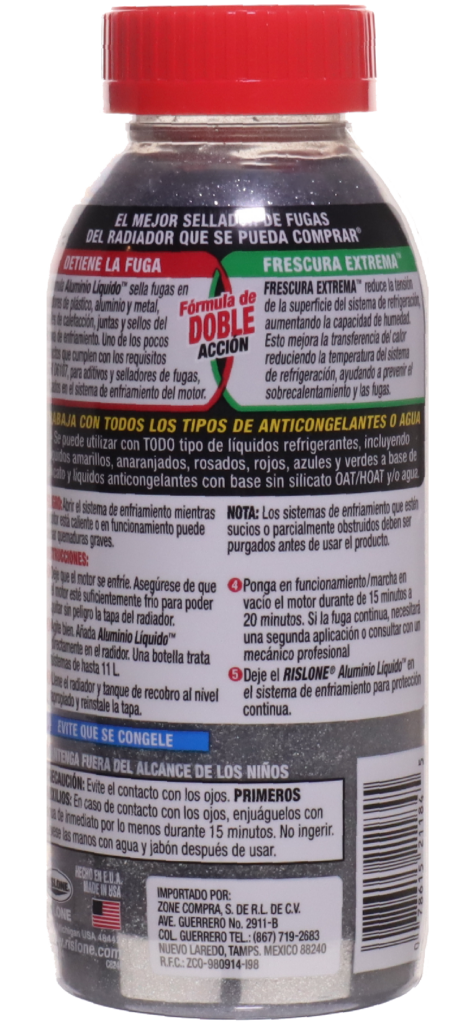 EL MEJOR SELLADOR DE FUGAS
DEL RADIADOR QUE SE PUEDA COMPRAR®
DETIENE LA FUGA
Aluminio Líquido™ sella fugas en
de plástico, aluminio y metal,
de calefacción, juntas y sellos del
de enfriamiento. Uno de los pocos
que cumplen con los requisitos
para aditivos y selladores de fugas,
en el sistema de enfriamiento del motor.
Fórmula de
DOBLE
ACCIÓN
FRESCURA EXTREMA™
FRESCURA EXTREMA™ reduce la tensión
de la superficie del sistema de refrigeración,
aumentando la capacidad de humedad.
Esto mejora la transferencia del calor
reduciendo la temperatura del sistema
de refrigeración, ayudando a prevenir el
sobrecalentamiento y las fugas.
ABAJA CON TODOS LOS TIPOS DE ANTICONGELANTES O AGUA
Se puede utilizar con TODO tipo de líquidos refrigerantes, incluyendo
amarillos, anaranjados, rosados, rojos, azules y verdes a base de
y líquidos anticongelantes con base sin silicato OAT/HOAT y/o agua.
Abrir el sistema de enfriamiento mientras
está caliente o en funcionamiento puede
quemaduras graves.
NOTA: Los sistemas de enfriamiento que están
sucios o parcialmente obstruidos deben ser
purgados antes de usar el producto.
que el motor se enfríe. Asegúrese de que
motor esté suficientemente frío para poder
sin peligro la tapa del radiador.
bien. Añada Aluminio Líquido™
en el radidor. Una botella trata
de hasta 11 L
el radiador y tanque de recobro al nivel
y reinstale la tapa.
4 Ponga en funcionamiento/marcha en
vacío el motor durante de 15 minutos a
20 minutos. Si la fuga continua, necesitará
una segunda aplicación o consultar con un
mecánico profesional
5 Deje el RISLONE® Aluminio Líquido™ en
el sistema de enfriamiento para protección
continua.
EVITE QUE SE CONGELE
TENGA FUERA DEL ALCANCE DE LOS NIÑOS
Evite el contacto con los ojos. PRIMEROS
En caso de contacto con los ojos, enjuáguelos con
de inmediato por lo menos durante 15 minutos. No ingerir.
las manos con agua y jabón después de usar.
HECHO EN E.U.A.
MADE IN USA
.rislone.com
IMPORTADO POR:
ZONE COMPRA, S. DE R.L. DE C.V.
AVE. GUERRERO No. 2911-B
COL. GUERRERO TEL.: (867) 719-2683
NUEVO LAREDO, TAMPS. MEXICO 88240
R.F.C.: ZCO-980914-I98